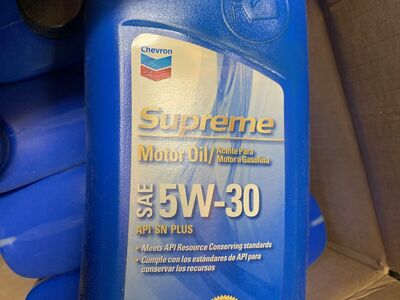 Chevron
Supreme
Motor Oil/ Aceite Para
Motor a Gasolina
SAE 5W-30
API SN PLUS
• Meets API Resource Conserving standards
• Cumple con los estándares de API para
conservar los recursos